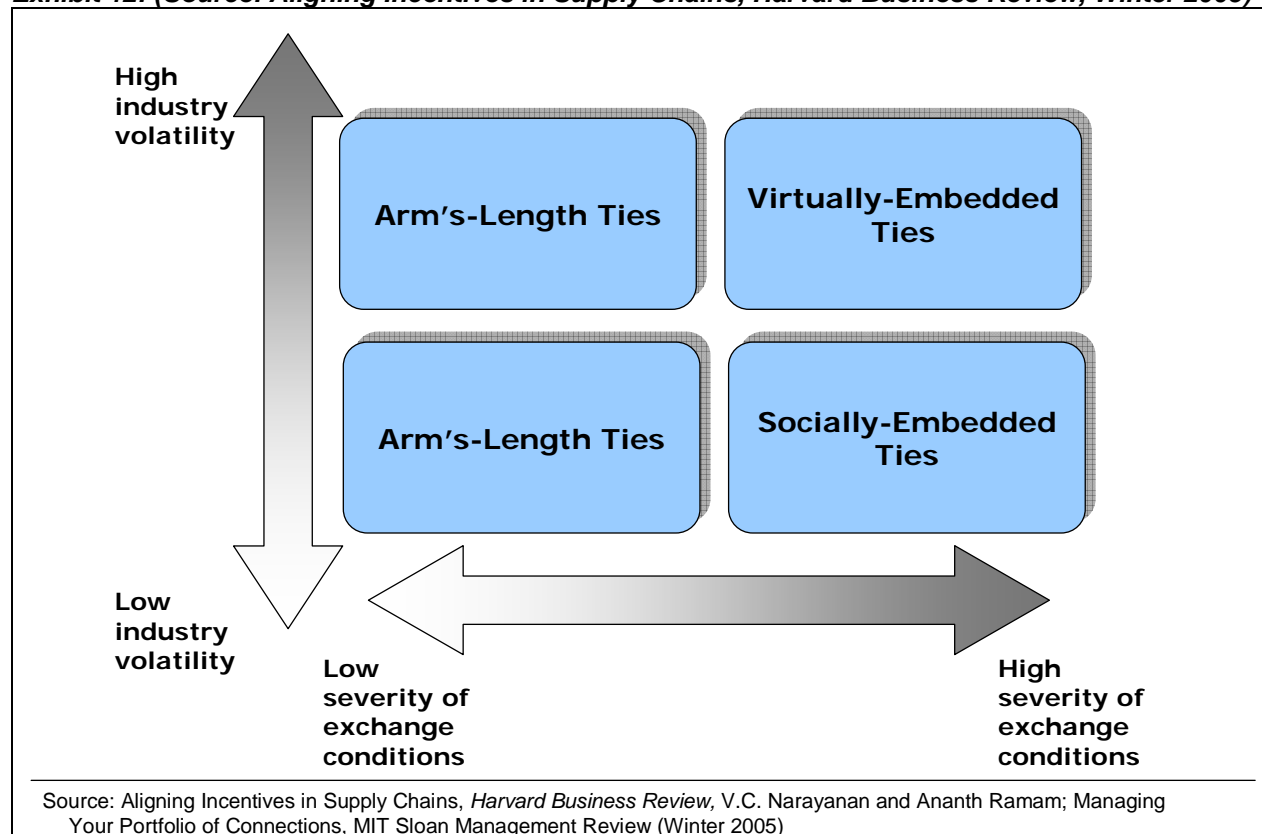 Exhibit 12: (Source: Aligning Incentives in Supply Chains, Harvard Business Review, Winter 2005)
High
industry
volatility
Arm's-Length Ties
Virtually-Embedded
Ties
Arm's-Length Ties
Socially-Embedded
Ties
Low
industry
volatility
Low
severity of
exchange
conditions
High
severity of
exchange
conditions
Source: Aligning Incentives in Supply Chains, Harvard Business Review, V.C. Narayanan and Ananth Ramam; Managing
Your Portfolio of Connections, MIT Sloan Management Review (Winter 2005)